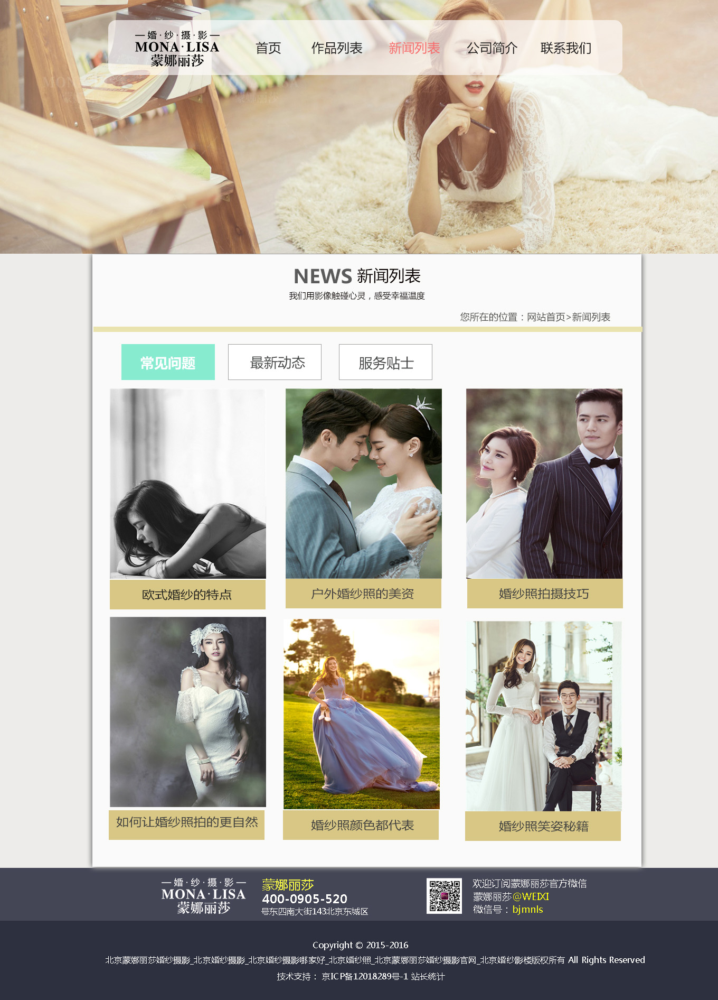 婚·纱·摄·影
MONA·LISA
蒙娜丽莎
首页 作品列表 新闻列表 公司简介 联系我们
NEWS 新闻列表
我们用影像触碰心灵，感受幸福温度
您所在的位置：网站首页>新闻列表
常见问题 最新动态 服务贴士
欧式婚纱的特点 户外婚纱照的美资 婚纱照拍摄技巧
如何让婚纱照拍的更自然 婚纱照颜色都代表 婚纱照笑姿秘籍
婚·纱·摄·影
MONA·LISA
蒙娜丽莎
蒙娜丽莎
400-0905-520
号东四南大街143北京东城区
欢迎订阅蒙娜丽莎官方微信
蒙娜丽莎@WEIXI
微信号：bjmnls
Copyright © 2015-2016
北京蒙娜丽莎婚纱摄影_北京婚纱摄影_北京婚纱摄影哪家好_北京婚纱照_北京蒙娜丽莎婚纱摄影官网_北京婚纱影楼版权所有 All Rights Reserved
技术支持：京ICP备12018289号-1 站长统计